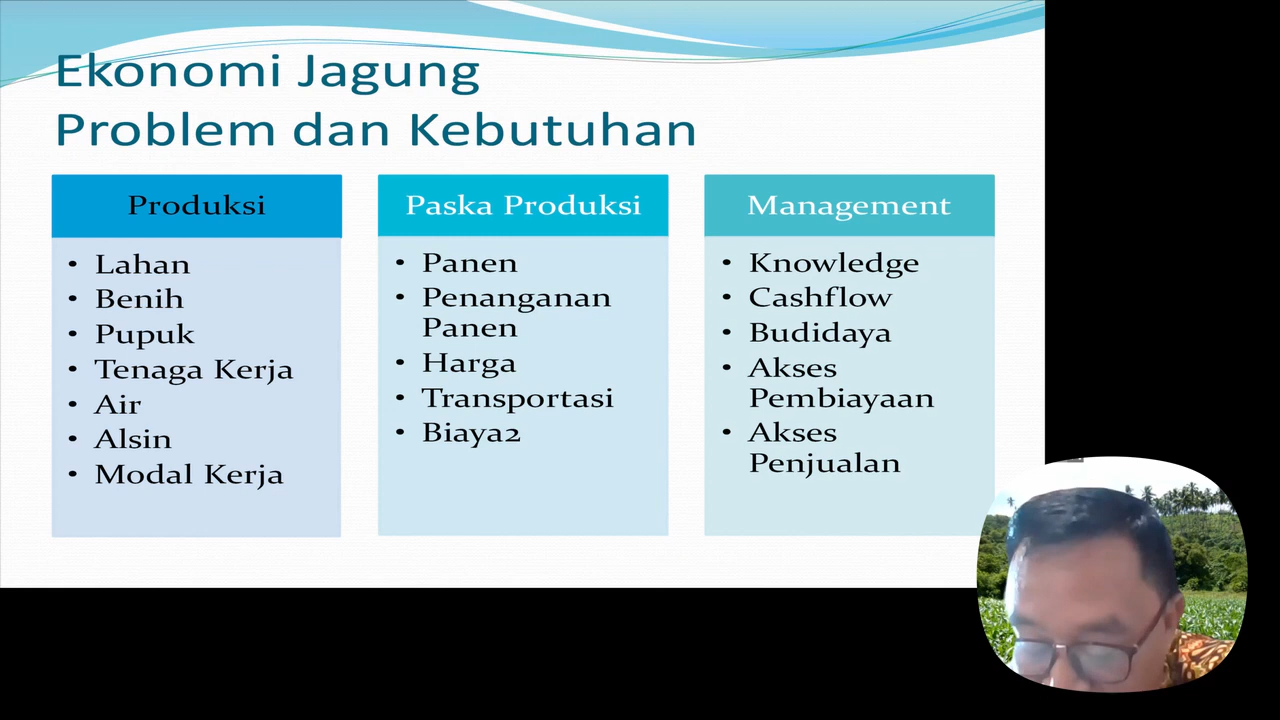 Ekonomi Jagung
Problem dan Kebutuhan
Produksi
• Lahan
• Benih
• Pupuk
• Tenaga Kerja
• Air
• Alsin
• Modal Kerja
Paska Produksi
• Panen
• Penanganan
Panen
• Harga
• Transportasi
• Biaya2
Management
• Knowledge
• Cashflow
• Budidaya
• Akses
Pembiayaan
• Akses
Penjualan